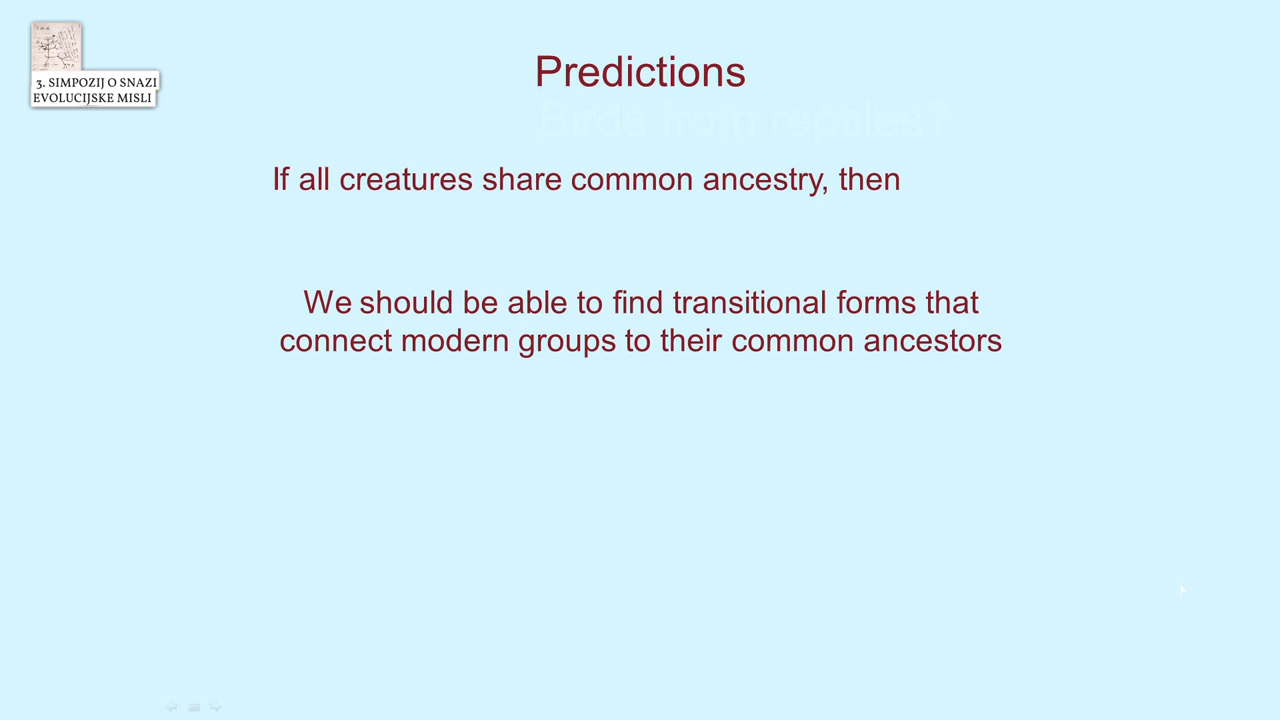 3. SIMPOZIJ O SNAZI
EVOLUCIJSKE MISLI
Predictions
Birds from reptiles?
If all creatures share common ancestry, then
We should be able to find transitional forms that
connect modern groups to their common ancestors